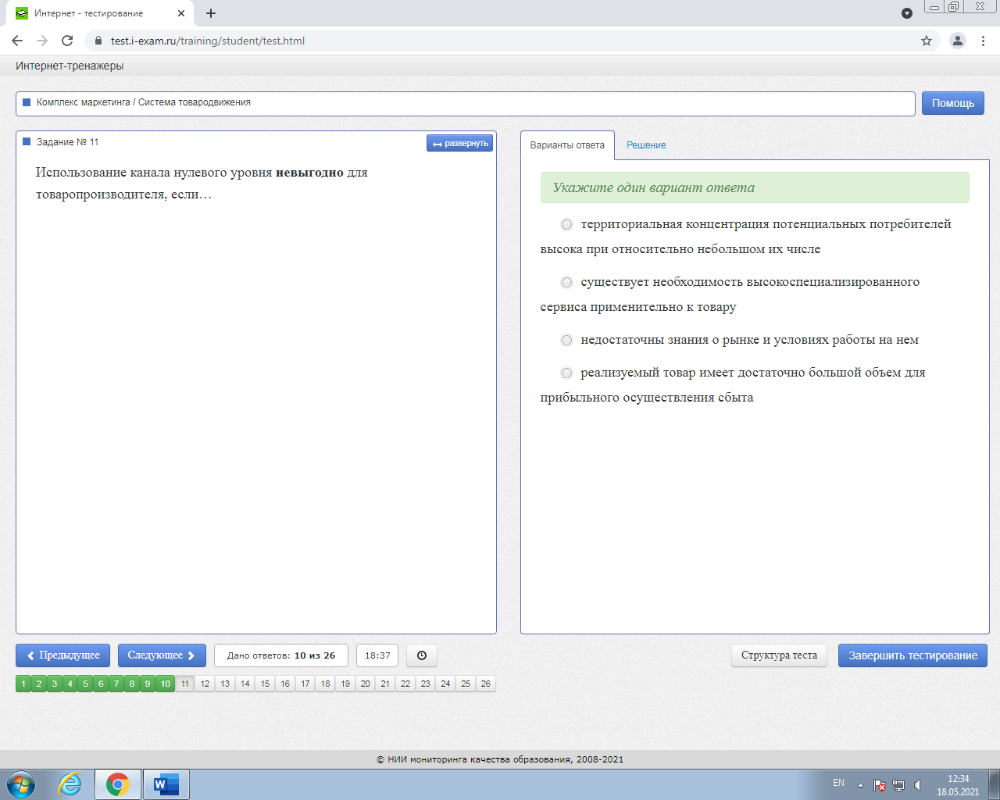 Интернет - тестирование
test.i-exam.ru/training/student/test.html
Интернет-тренажеры
Комплекс маркетинга / Система товародвижения
Помощь
Задание № 11
развернуть
Использование канала нулевого уровня невыгодно для
товаропроизводителя, если…
Варианты ответа
Решение
Укажите один вариант ответа
территориальная концентрация потенциальных потребителей
высока при относительно небольшом их числе
существует необходимость высокоспециализированного
сервиса применительно к товару
недостаточны знания о рынке и условиях работы на нем
реализуемый товар имеет достаточно большой объем для
прибыльного осуществления сбыта
Предыдущее
Следующее
Дано ответов: 10 из 26
18:37
Структура теста
Завершить тестирование
1 2 3 4 5 6 7 8 9 10 11 12 13 14 15 16 17 18 19 20 21 22 23 24 25 26
© НИИ мониторинга качества образования, 2008-2021
EN
12:34
18.05.2021